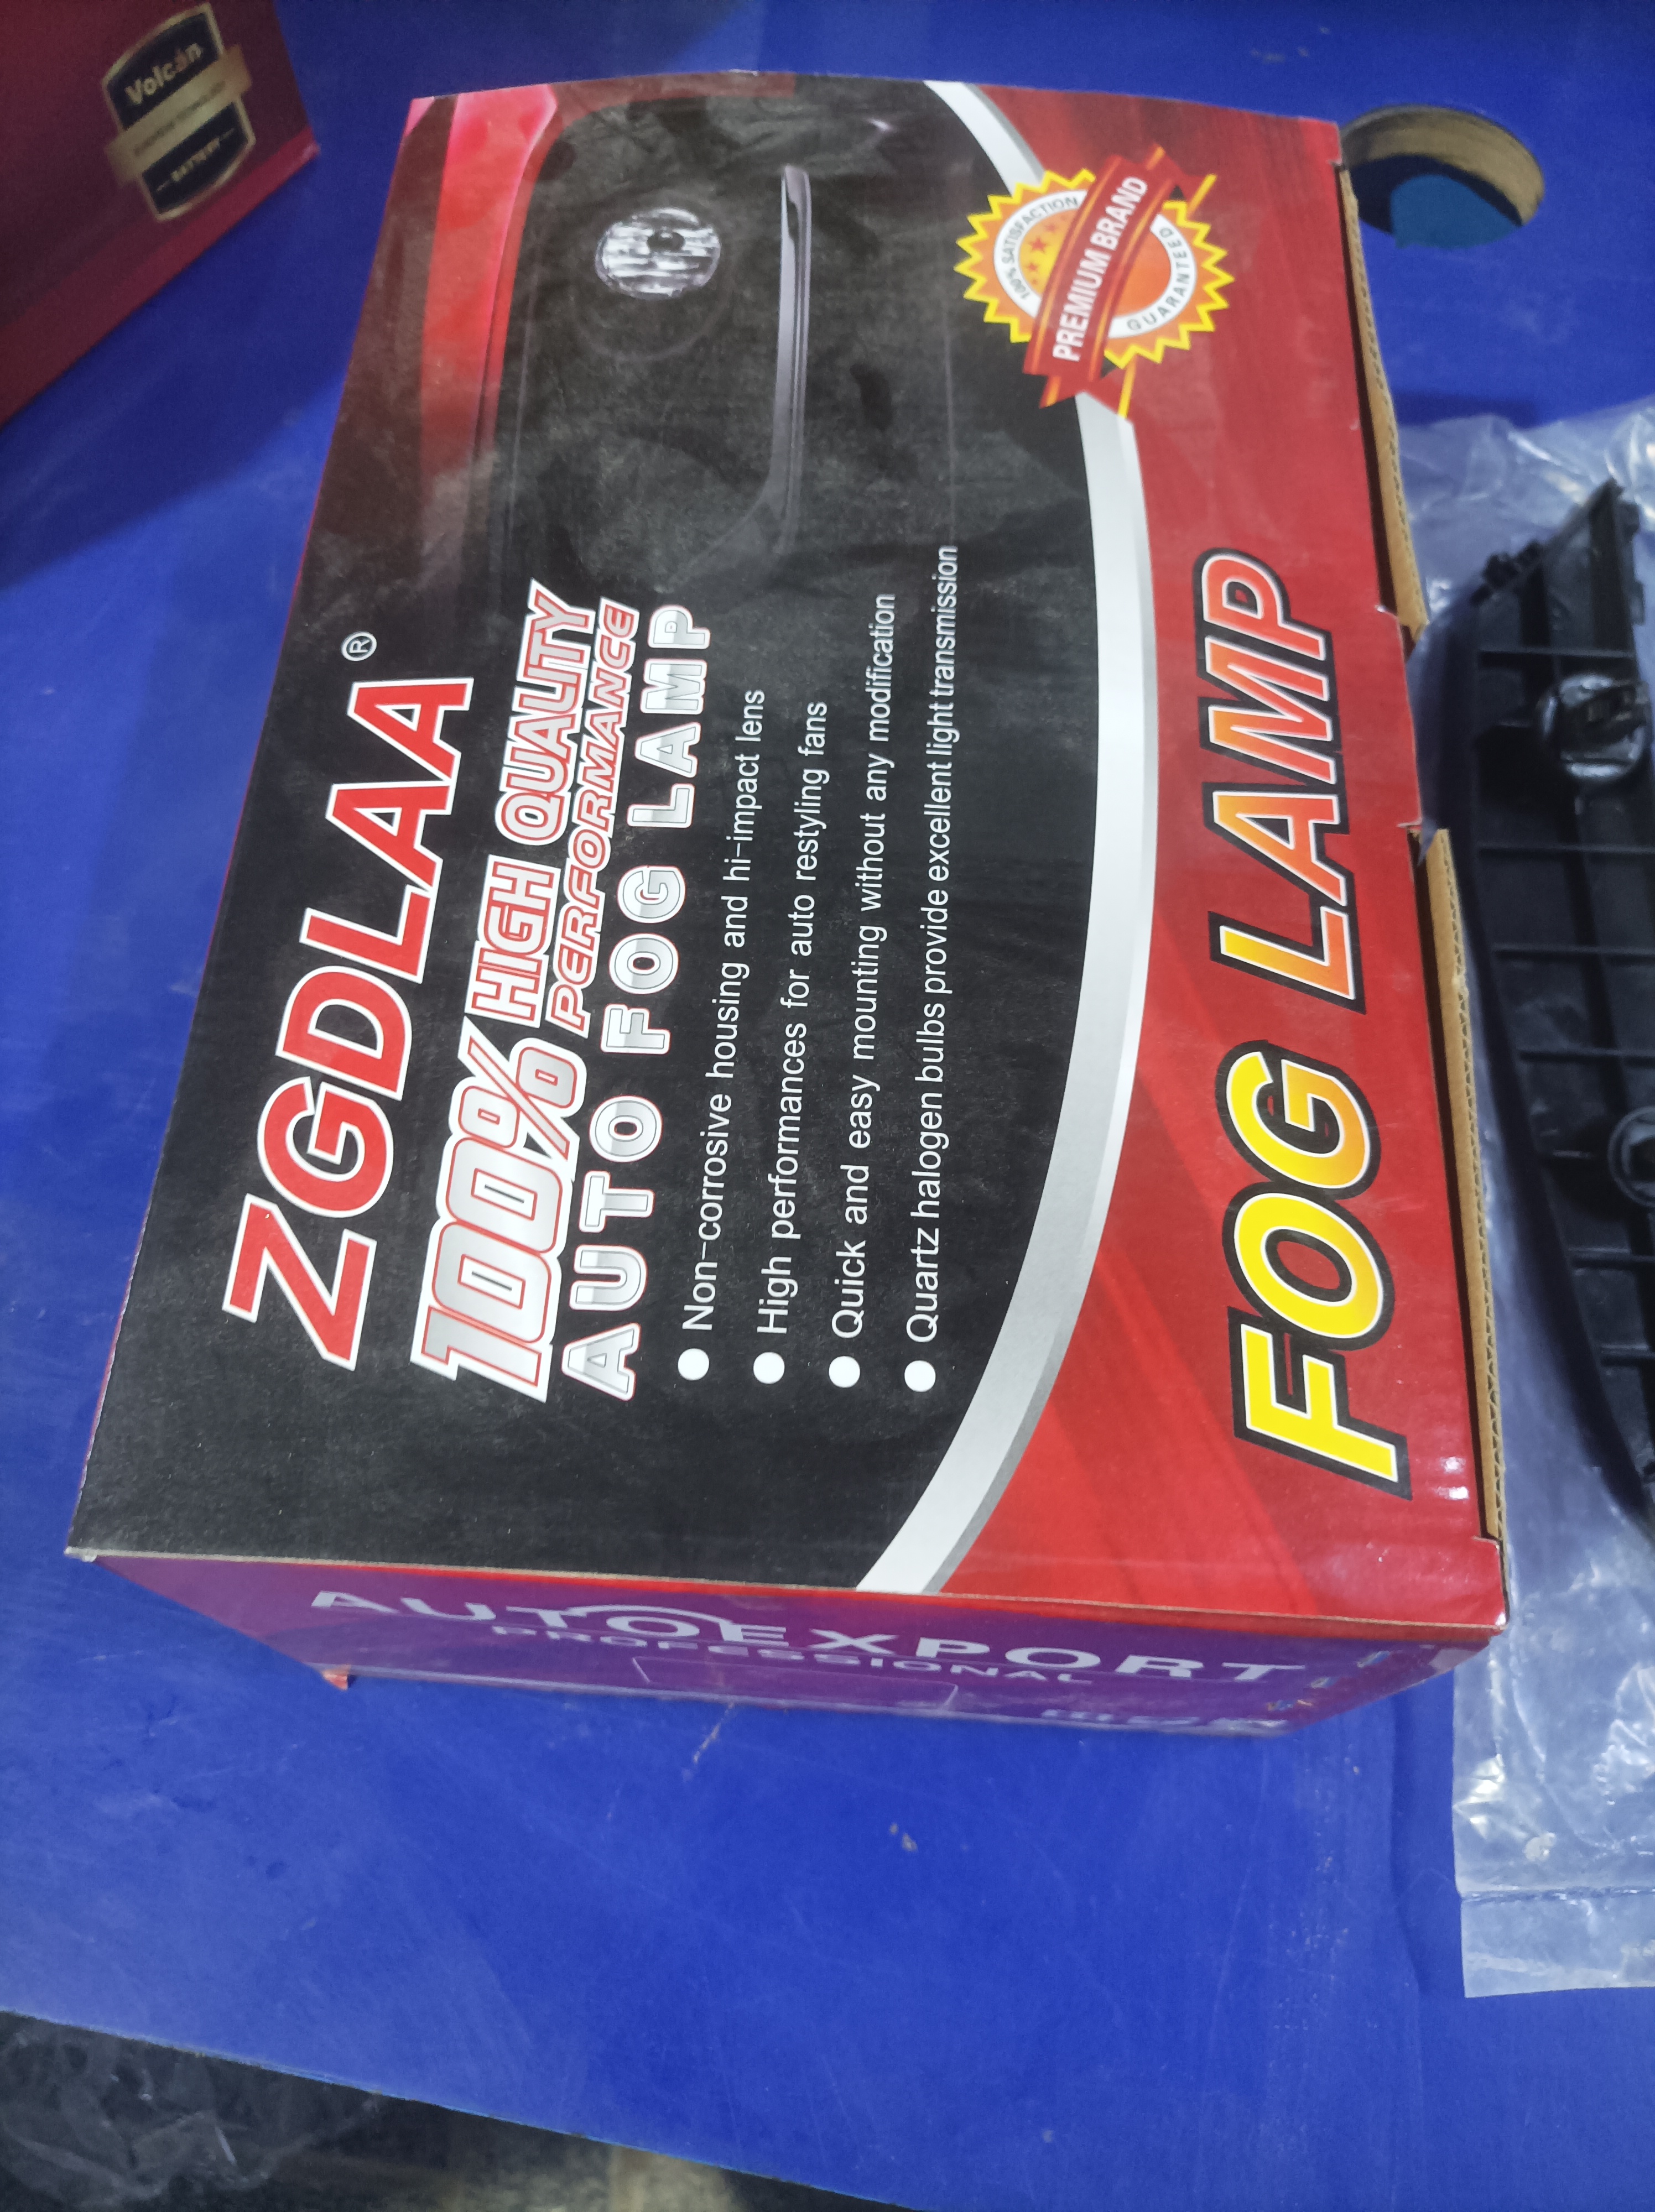 ZGDLAA®
100% HIGH QUALITY
PERFORMANCE
AUTO FOG LAMP
● Non-corrosive housing and hi-impact lens
● High performances for auto restyling fans
● Quick and easy mounting without any modification
● Quartz halogen bulbs provide excellent light transmission
100% SATISFACTION
PREMIUM BRAND
GUARANTEED
FOG LAMP
AUTOEXPORT
PROFESSIONAL
Volcán
BATTERY